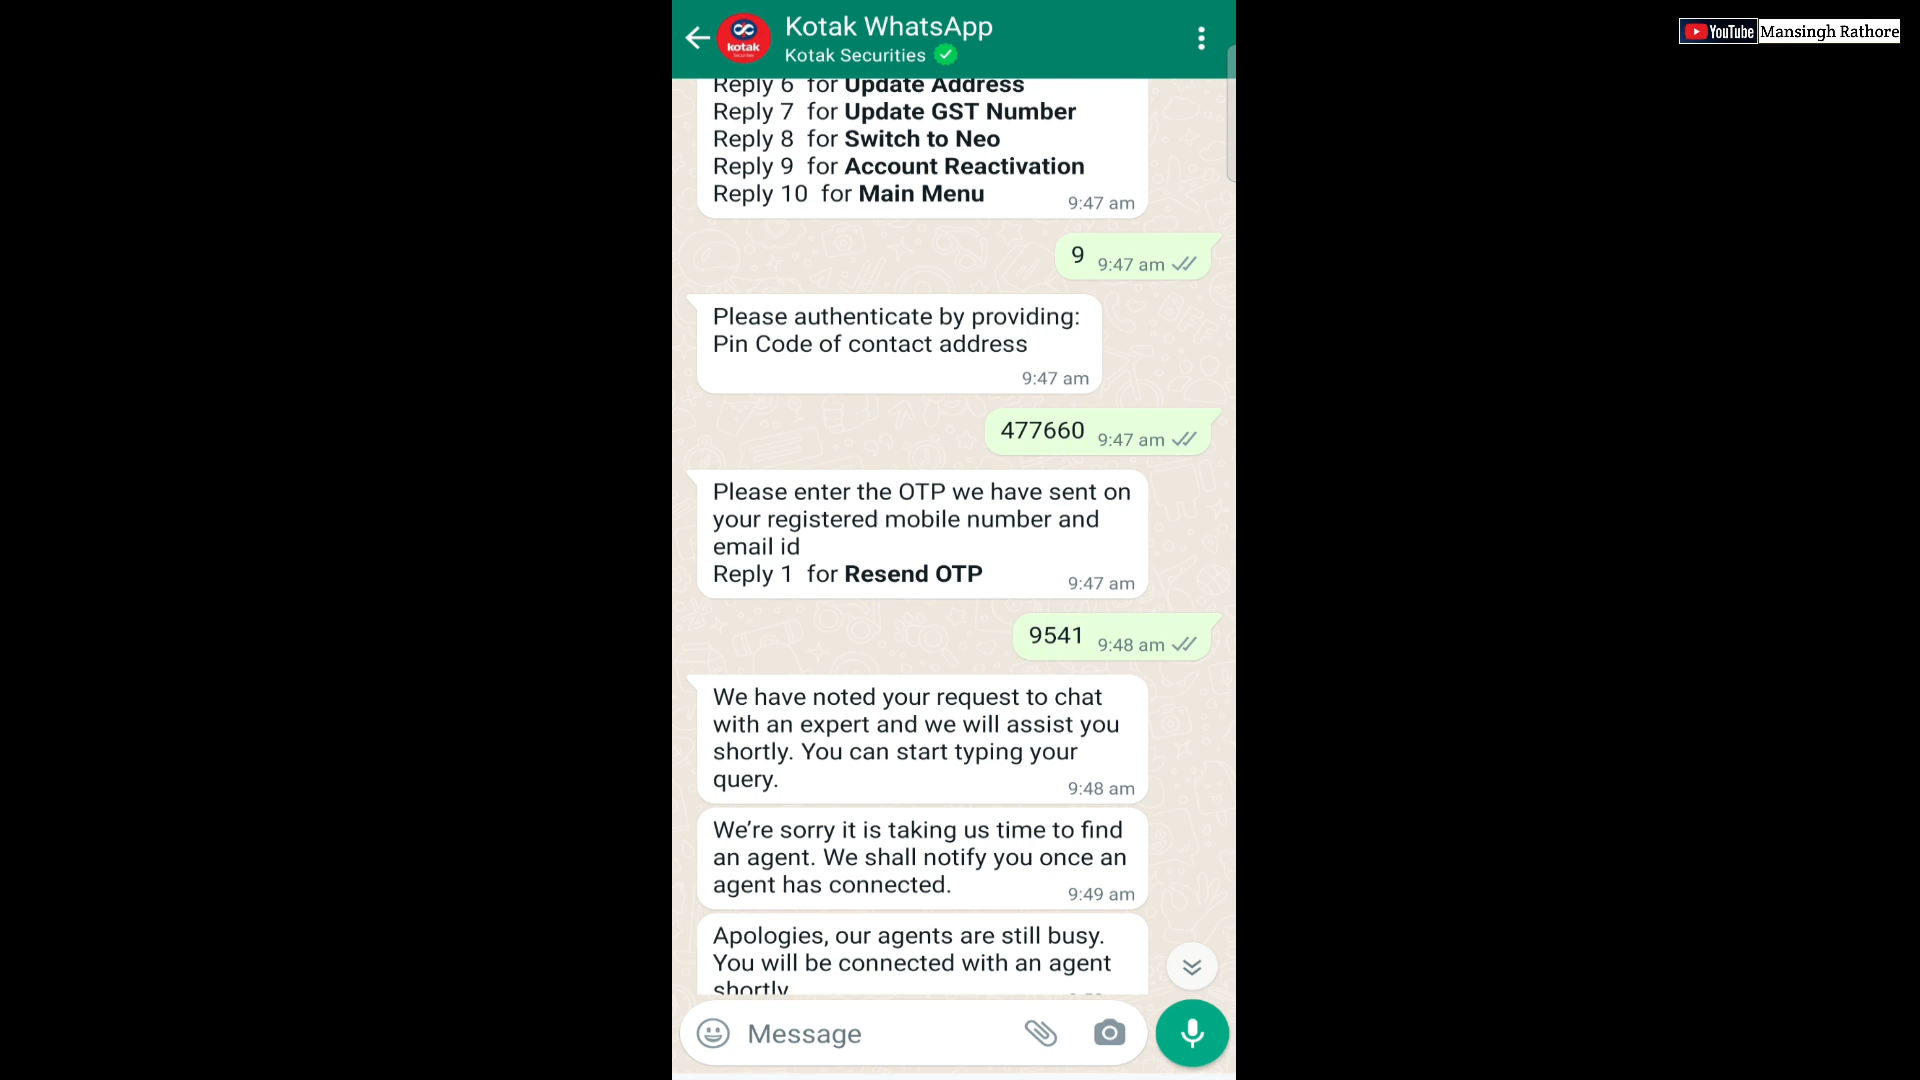 Kotak WhatsApp
kotak
Securities
Kotak Securities
YouTube Mansingh Rathore
Reply 6 for Update Address
Reply 7 for Update GST Number
Reply 8 for Switch to Neo
Reply 9 for Account Reactivation
Reply 10 for Main Menu
9:47 am
9 9:47 am
Please authenticate by providing:
Pin Code of contact address
9:47 am
477660 9:47 am
Please enter the OTP we have sent on
your registered mobile number and
email id
Reply 1 for Resend OTP
9:47 am
9541 9:48 am
We have noted your request to chat
with an expert and we will assist you
shortly. You can start typing your
query.
9:48 am
We’re sorry it is taking us time to find
an agent. We shall notify you once an
agent has connected.
9:49 am
Apologies, our agents are still busy.
You will be connected with an agent
shortly
Message